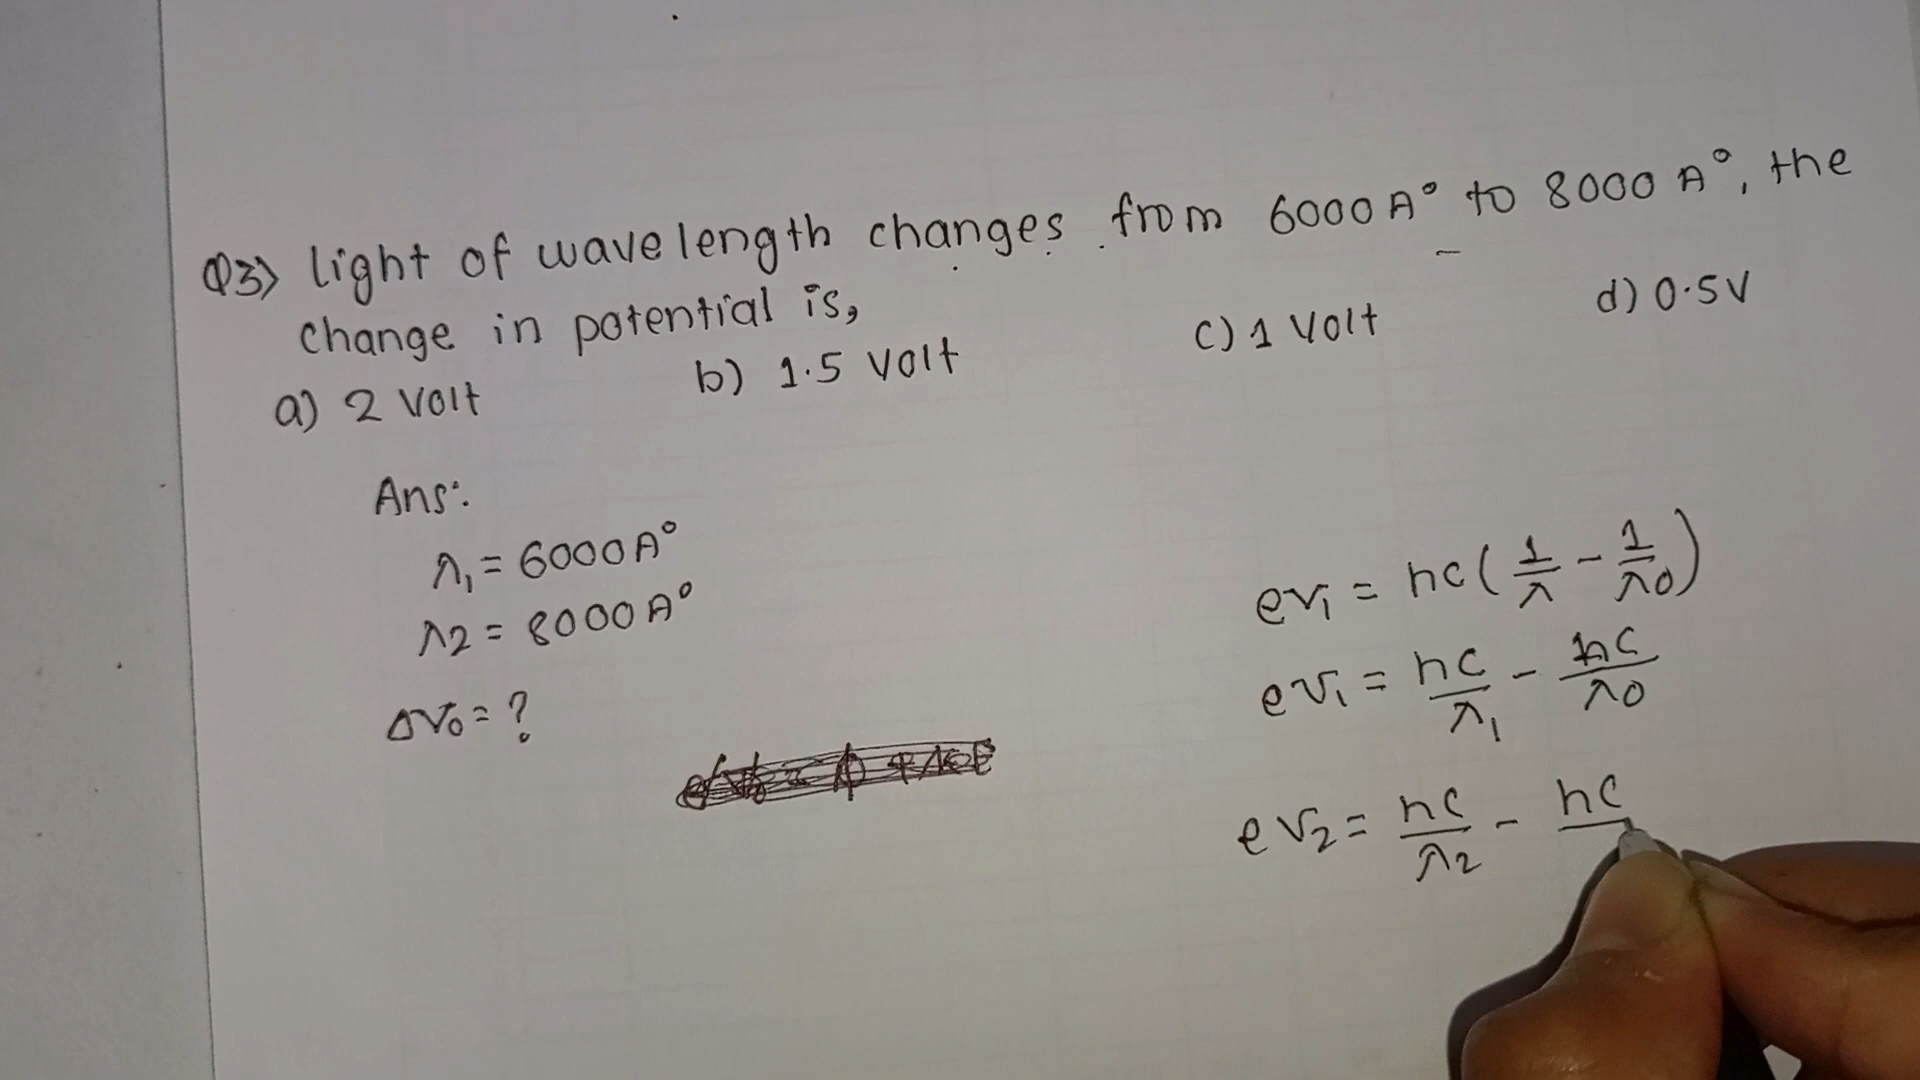 Q3> light of wavelength changes from 6000 A° to 8000 A°, the
change in potential is,
a) 2 Volt b) 1.5 volt c) 1 Volt d) 0.5V
Ans:
λ1 = 6000 A°
λ2 = 8000 A°
Δv0 = ?
ev1 = hc(1/λ - 1/λ0)
ev1 = hc/λ1 - hc/λ0
ev2 = hc/λ2 - hc